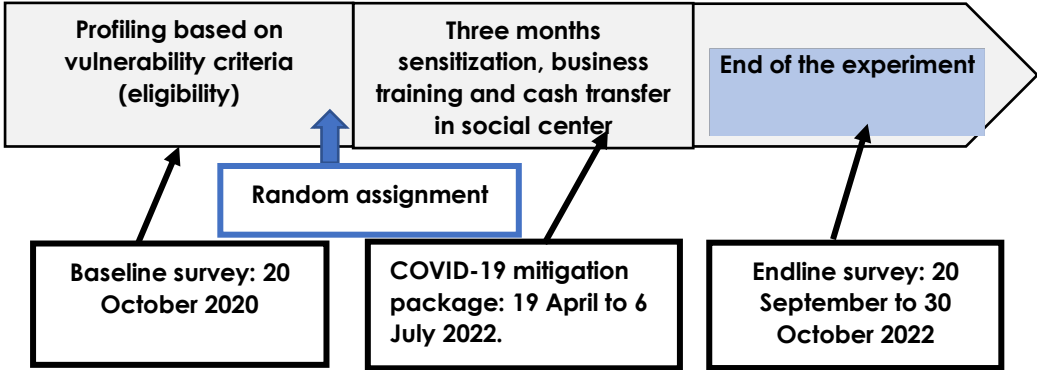 Profiling based on
vulnerability criteria
(eligibility)
Three months
sensitization, business
training and cash transfer
in social center
End of the experiment
Random assignment
Baseline survey: 20
October 2020
COVID-19 mitigation
package: 19 April to 6
July 2022.
Endline survey: 20
September to 30
October 2022